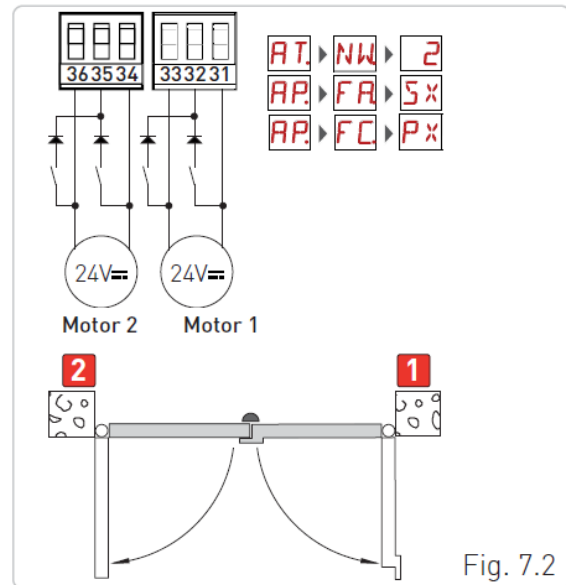 36 35 34 33 32 31
AT. NW. 2
AP. FA. SX
AP. FC. PX
24V 24V
Motor 2 Motor 1
2 1
Fig. 7.2